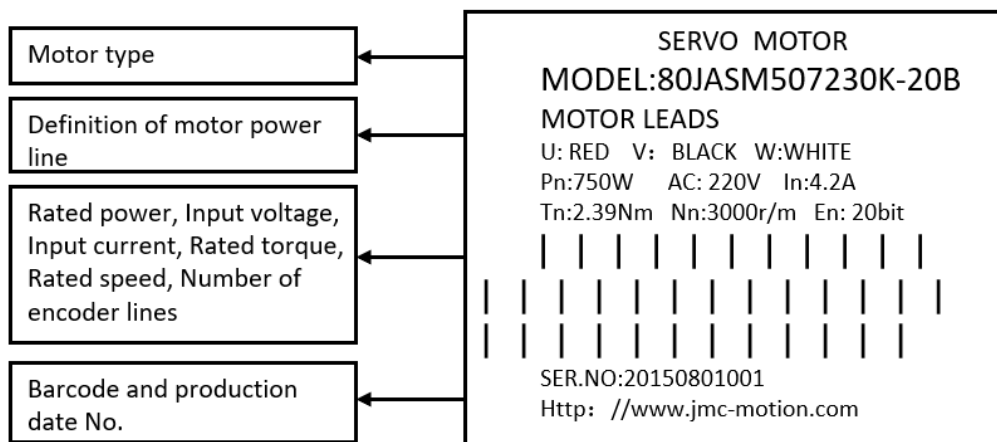 Motor type
Definition of motor power
line
Rated power, Input voltage,
Input current, Rated torque,
Rated speed, Number of
encoder lines
Barcode and production
date No.
SERVO MOTOR
MODEL:80JASM507230K-20B
MOTOR LEADS
U: RED V： BLACK W:WHITE
Pn:750W AC: 220V In:4.2A
Tn:2.39Nm Nn:3000r/m En: 20bit
SER.NO:20150801001
Http： //www.jmc-motion.com